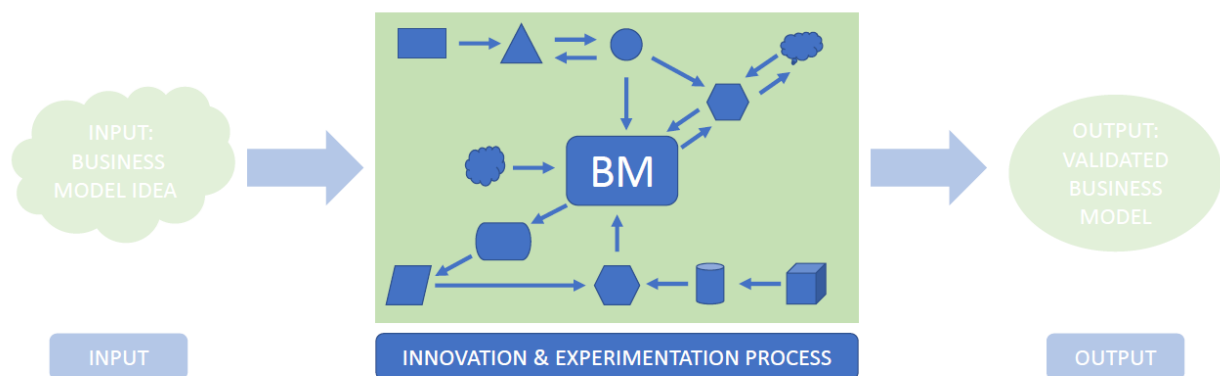 INPUT:
BUSINESS
MODEL IDEA
BM
OUTPUT:
VALIDATED
BUSINESS
MODEL
INPUT
INNOVATION & EXPERIMENTATION PROCESS
OUTPUT